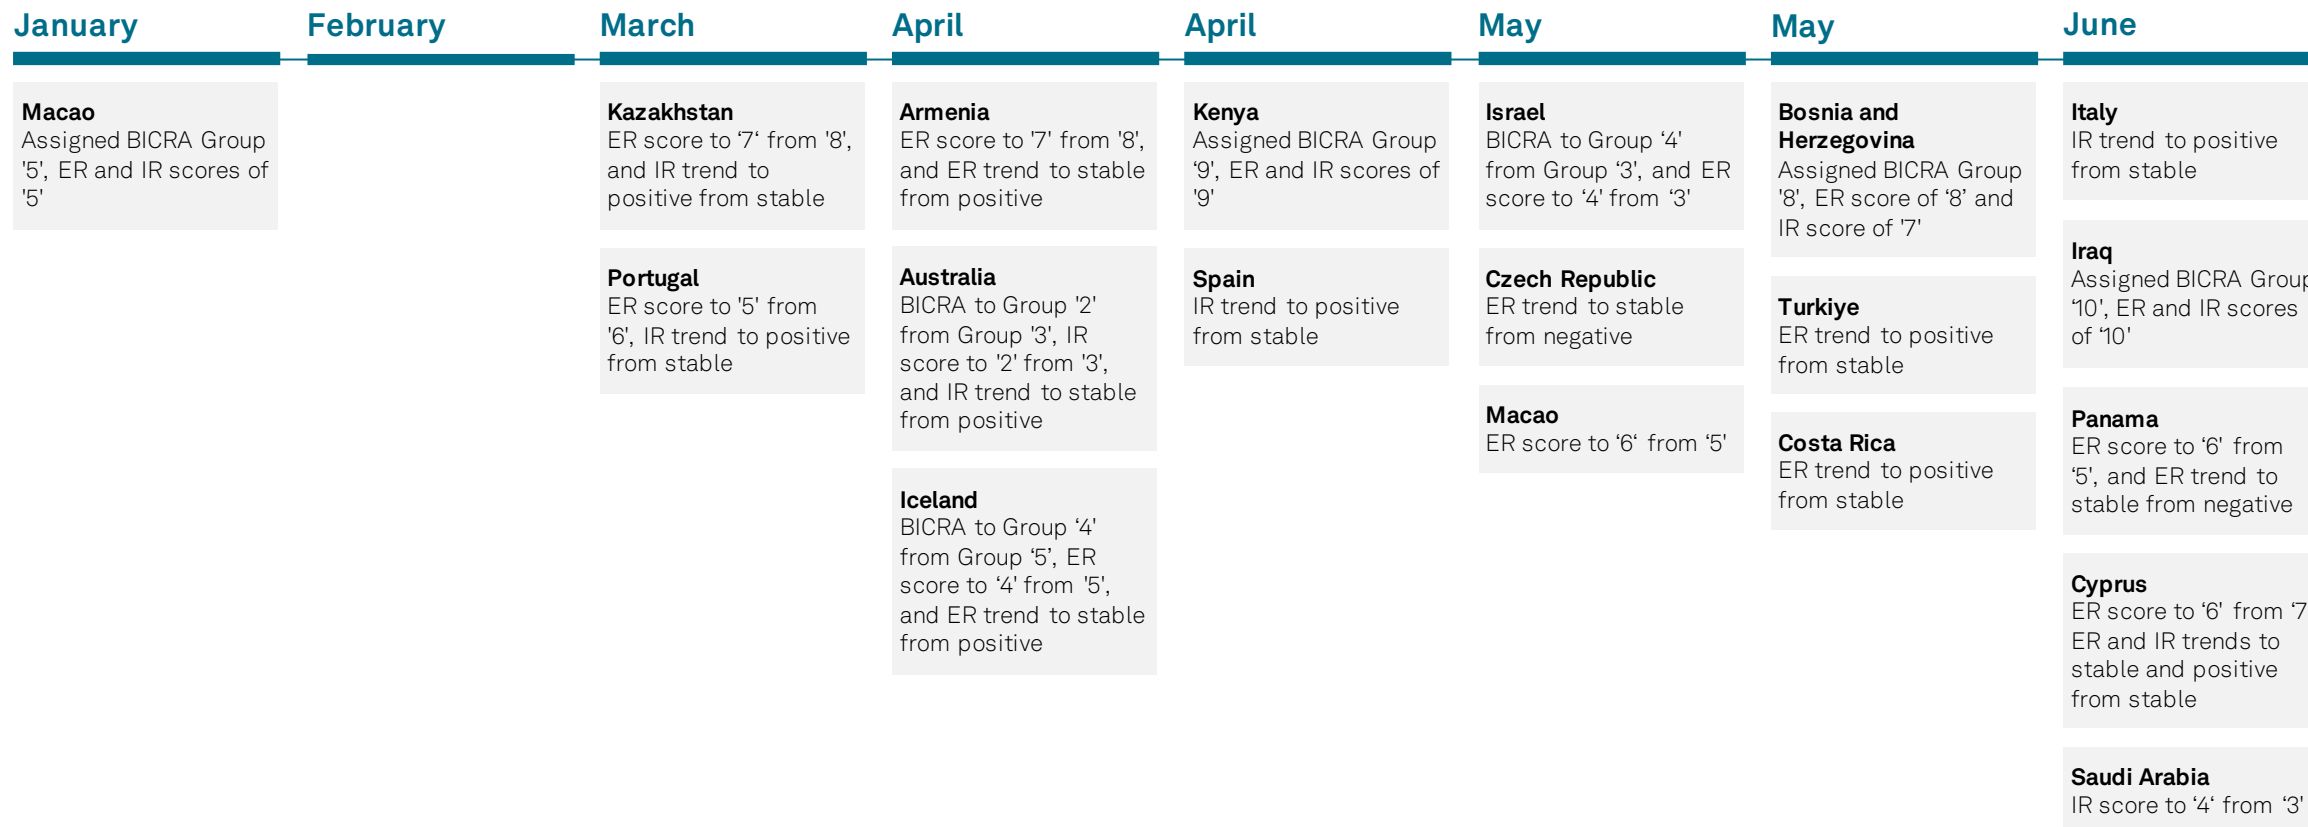 January
Macao
Assigned BICRA Group
'5', ER and IR scores of
'5'
February
March
Kazakhstan
ER score to ‘7‘ from '8',
and IR trend to
positive from stable
Portugal
ER score to '5' from
'6', IR trend to positive
from stable
April
Armenia
ER score to '7' from '8',
and ER trend to stable
from positive
Australia
BICRA to Group '2'
from Group '3', IR
score to '2' from '3',
and IR trend to stable
from positive
Iceland
BICRA to Group ‘4'
from Group ‘5’, ER
score to ‘4' from '5',
and ER trend to stable
from positive
April
Kenya
Assigned BICRA Group
‘9', ER and IR scores of
'9'
Spain
IR trend to positive
from stable
May
Israel
BICRA to Group ‘4'
from Group ‘3’, and ER
score to ‘4’ from ‘3’
Czech Republic
ER trend to stable
from negative
Macao
ER score to ‘6‘ from ‘5'
May
Bosnia and
Herzegovina
Assigned BICRA Group
'8', ER score of ‘8’ and
IR score of '7'
Turkiye
ER trend to positive
from stable
Costa Rica
ER trend to positive
from stable
June
Italy
IR trend to positive
from stable
Iraq
Assigned BICRA Group
‘10', ER and IR scores
of ‘10'
Panama
ER score to ‘6' from
‘5', and ER trend to
stable from negative
Cyprus
ER score to ‘6' from ‘7
ER and IR trends to
stable and positive
from stable
Saudi Arabia
IR score to ‘4‘ from ‘3'